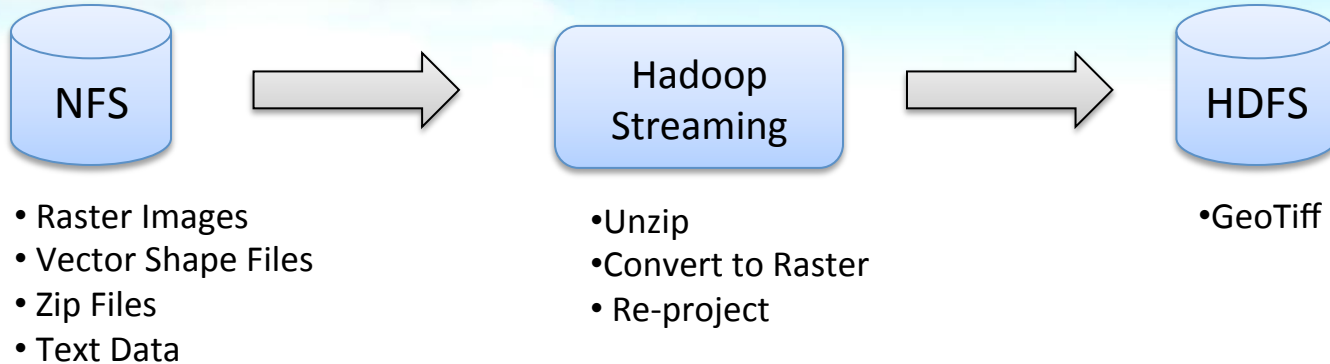 NFS
Hadoop
Streaming
HDFS
• Raster Images
• Vector Shape Files
• Zip Files
• Text Data
•Unzip
•Convert to Raster
• Re-project
•GeoTiff